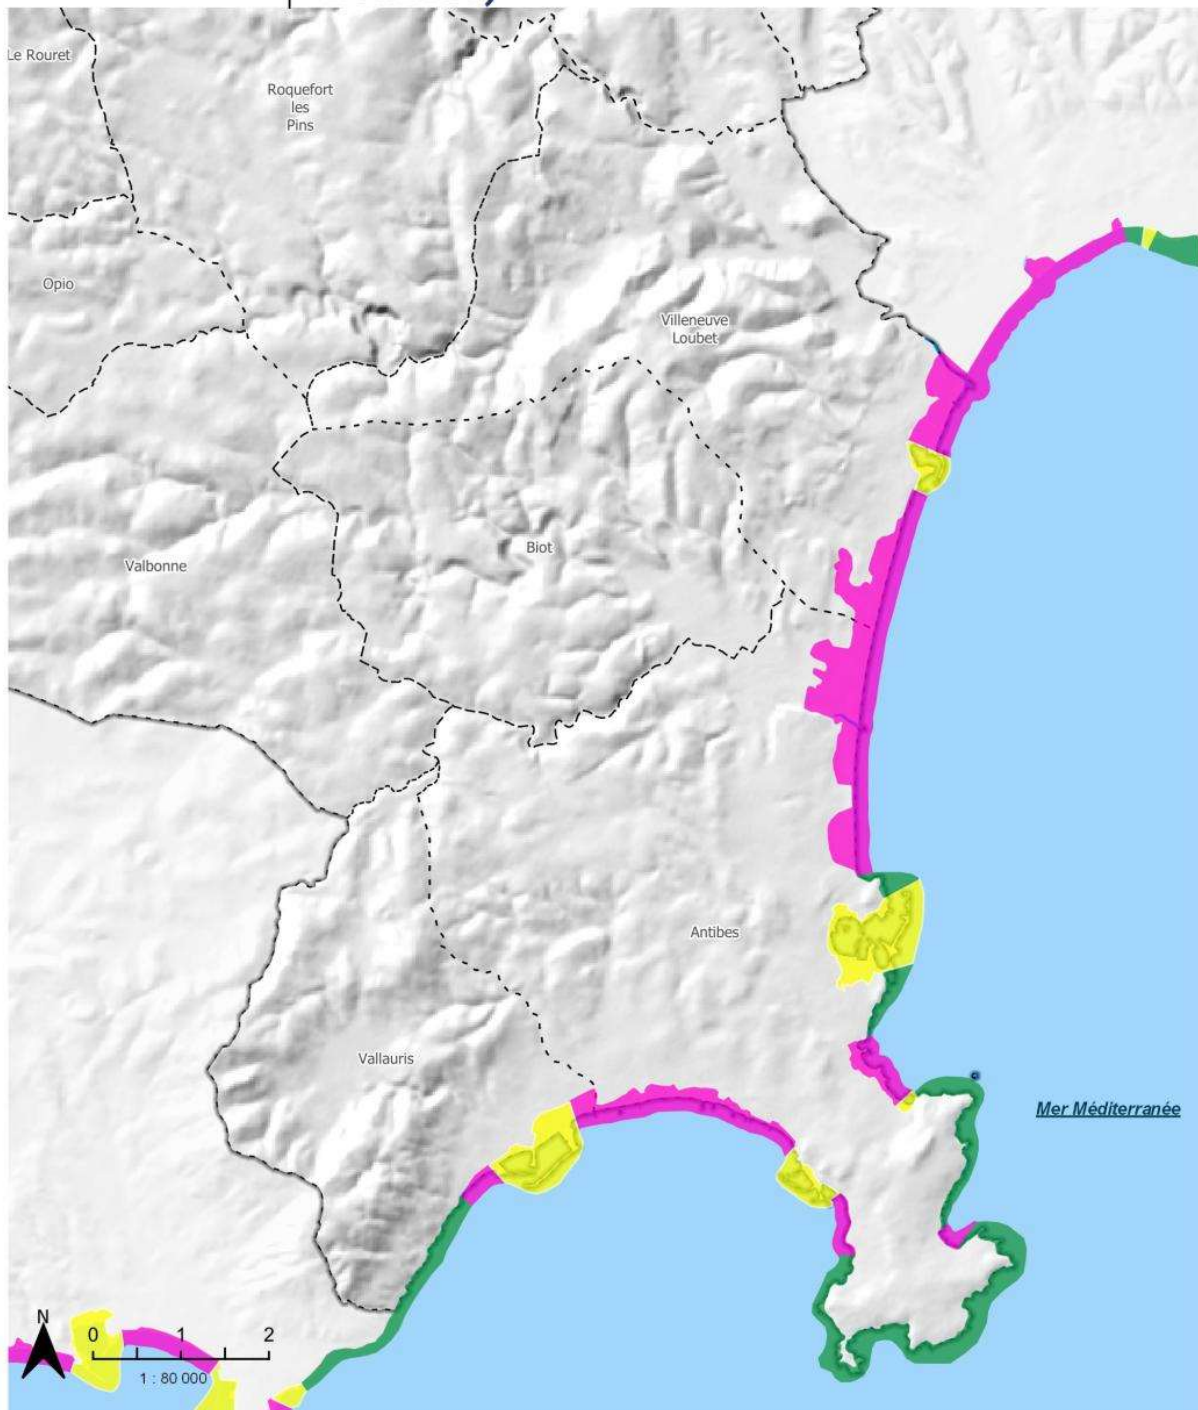 Le Rouret
Roquefort
les
Pins
Opio
Villeneuve
Loubet
Biot
Valbonne
Antibes
Vallauris
Mer Méditerranée
N
0 1 2
1 : 80 000